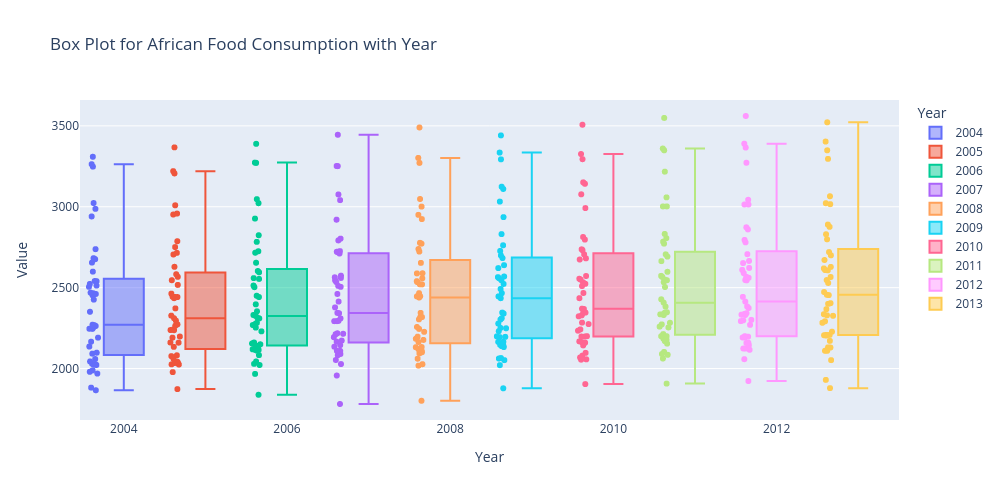 Box Plot for African Food Consumption with Year
Year
2004
2005
2006
2007
2008
2009
2010
2011
2012
2013
3500
3000
2500
2000
Value
2004 2006 2008 2010 2012
Year